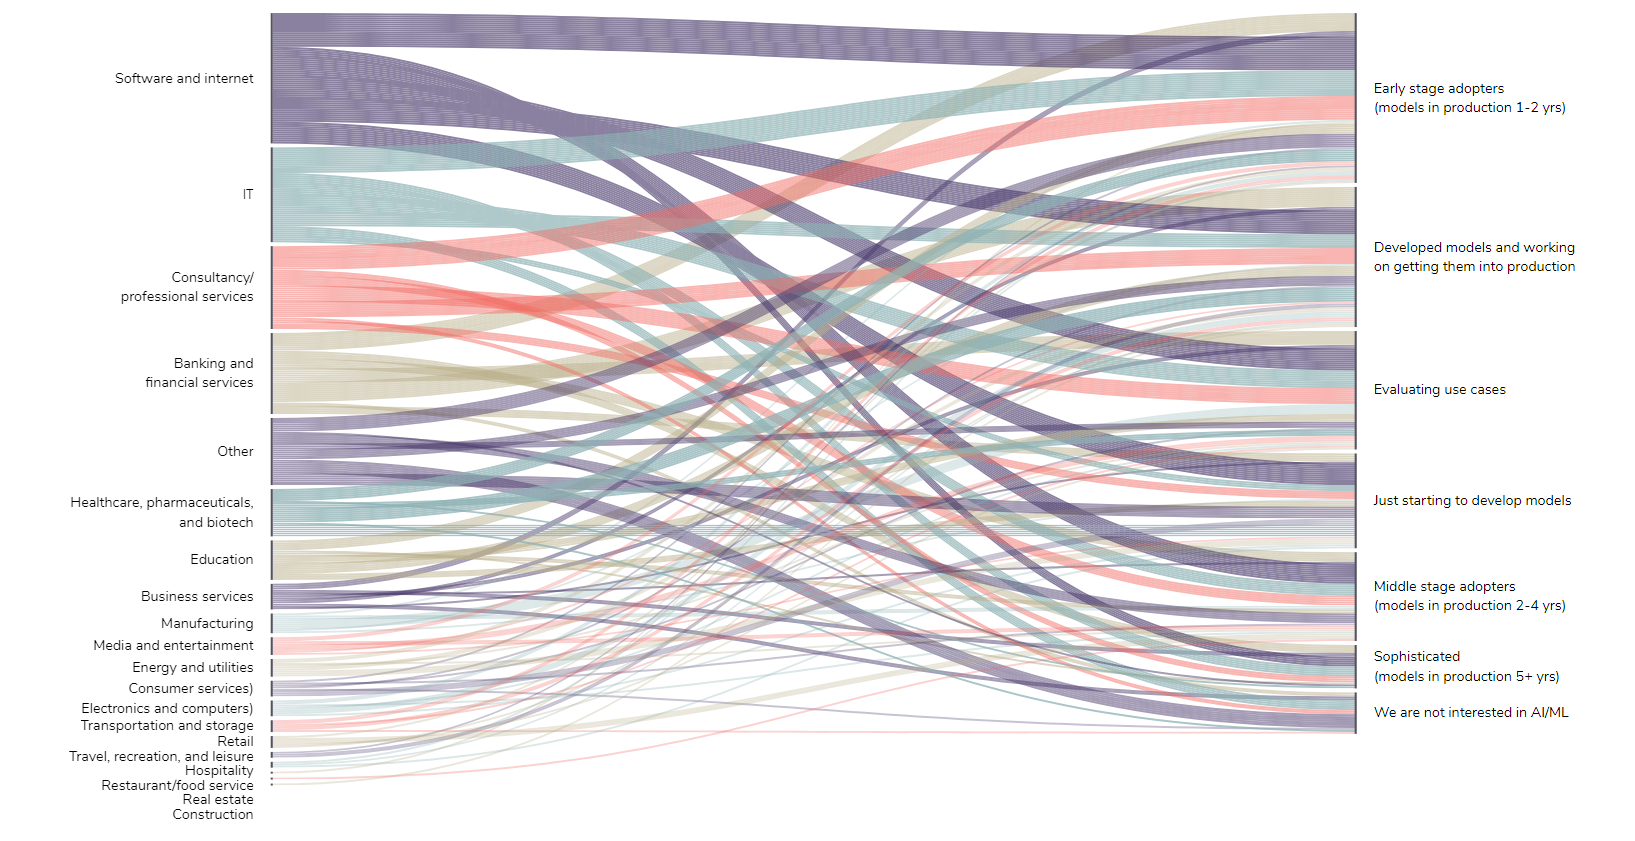 Software and internet
IT
Consultancy/
professional services
Banking and
financial services
Other
Healthcare, pharmaceuticals,
and biotech
Education
Business services
Manufacturing
Media and entertainment
Energy and utilities
Consumer services)
Electronics and computers)
Transportation and storage
Retail
Travel, recreation, and leisure
Hospitality
Restaurant/food service
Real estate
Construction
Early stage adopters
(models in production 1-2 yrs)
Developed models and working
on getting them into production
Evaluating use cases
Just starting to develop models
Middle stage adopters
(models in production 2-4 yrs)
Sophisticated
(models in production 5+ yrs)
We are not interested in AI/ML